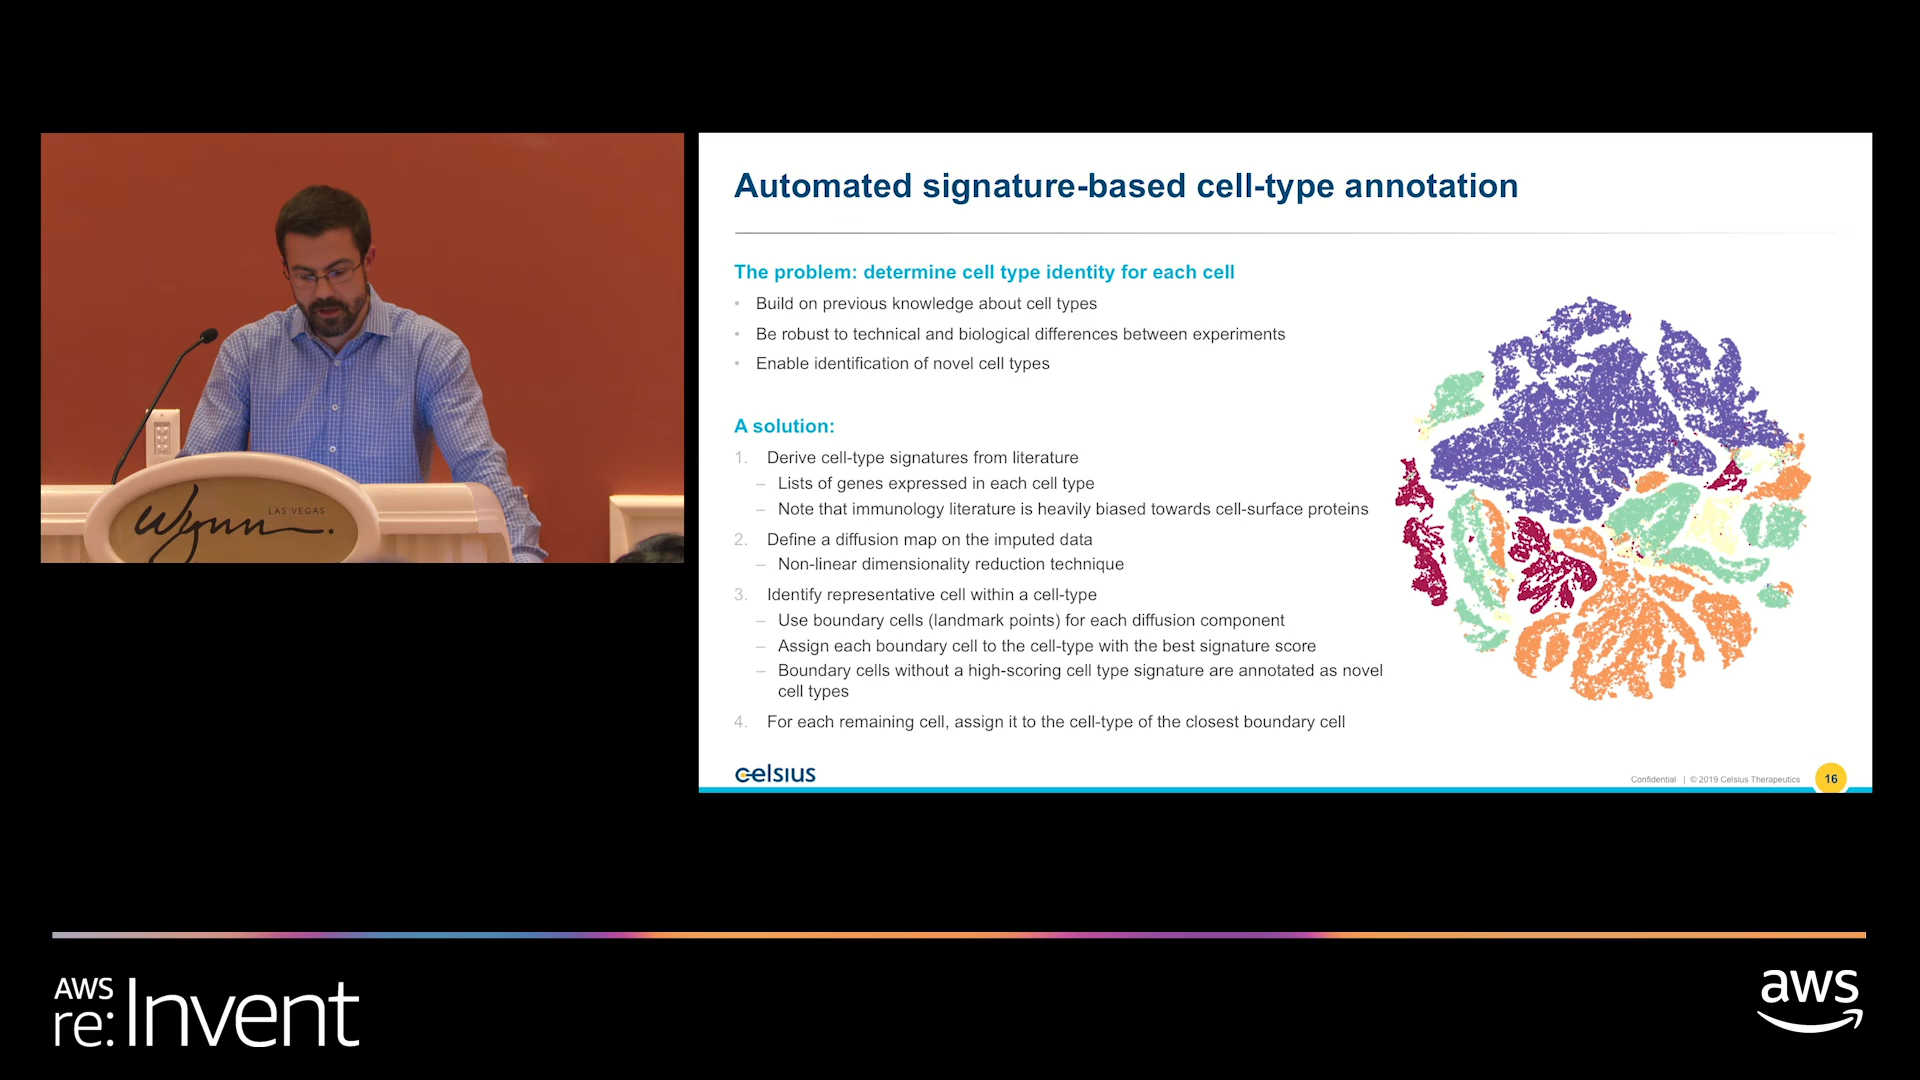 Wynn
LAS VEGAS
Automated signature-based cell-type annotation
The problem: determine cell type identity for each cell
• Build on previous knowledge about cell types
• Be robust to technical and biological differences between experiments
• Enable identification of novel cell types
A solution:
1. Derive cell-type signatures from literature
– Lists of genes expressed in each cell type
– Note that immunology literature is heavily biased towards cell-surface proteins
2. Define a diffusion map on the imputed data
– Non-linear dimensionality reduction technique
3. Identify representative cell within a cell-type
– Use boundary cells (landmark points) for each diffusion component
– Assign each boundary cell to the cell-type with the best signature score
– Boundary cells without a high-scoring cell type signature are annotated as novel
cell types
4. For each remaining cell, assign it to the cell-type of the closest boundary cell
celsius
Confidential | © 2019 Celsius Therapeutics 16
AWS
re:Invent
aws